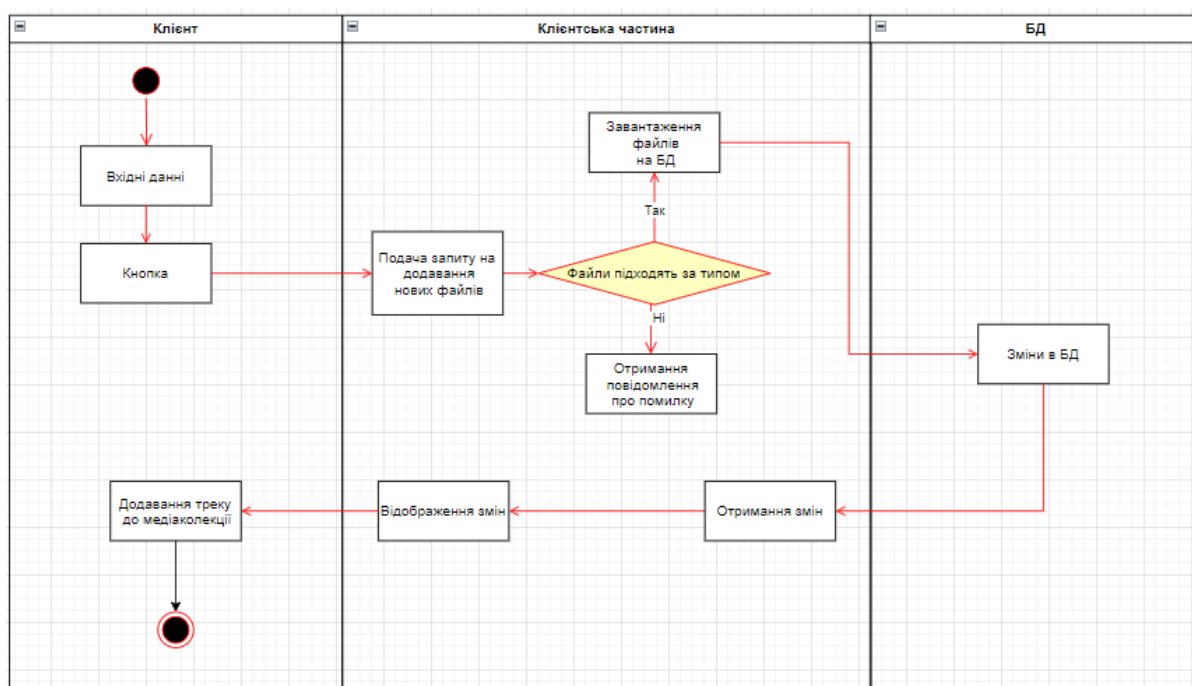 Клієнт
Клієнтська частина
БД
Вхідні данні
Кнопка
Подача запиту на
додавання
нових файлів
Файли підходять за типом
Так
Завантаження
файлів
на БД
Ні
Отримання
повідомлення
про помилку
Зміни в БД
Отримання змін
Відображення змін
Додавання треку
до медіаколекції